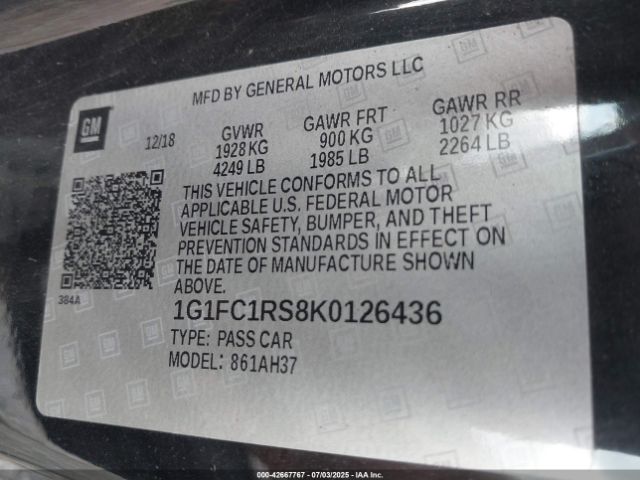 MFD BY GENERAL MOTORS LLC
GM
12/18
GVWR
1928 KG
4249 LB
GAWR FRT
900 KG
1985 LB
GAWR RR
1027 KG
2264 LB
THIS VEHICLE CONFORMS TO ALL
APPLICABLE U.S. FEDERAL MOTOR
VEHICLE SAFETY, BUMPER, AND THEFT
PREVENTION STANDARDS IN EFFECT ON
THE DATE OF MANUFACTURE SHOWN
ABOVE.
384A
1G1FC1RS8K0126436
TYPE: PASS CAR
MODEL: 861AH37
000-42667767 - 07/03/2025 - IAA Inc.